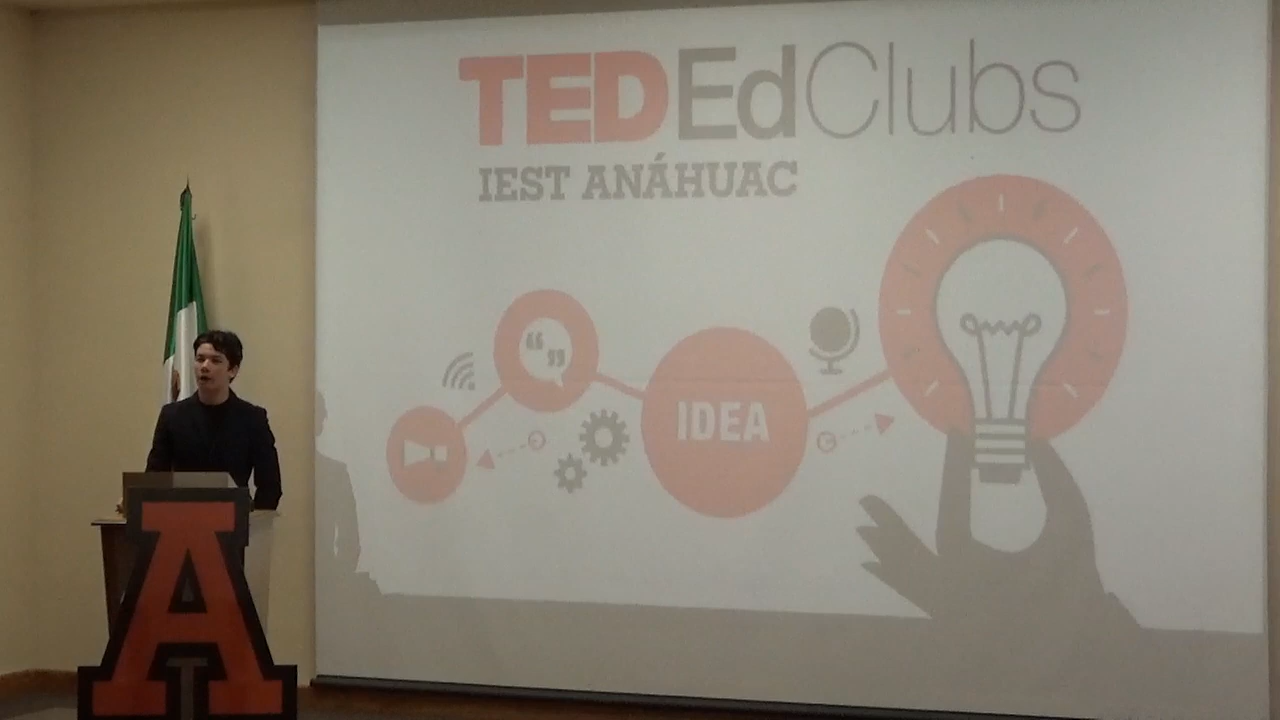 TEDEdClubs
IEST ANÁHUAC
“ ”
IDEA
A